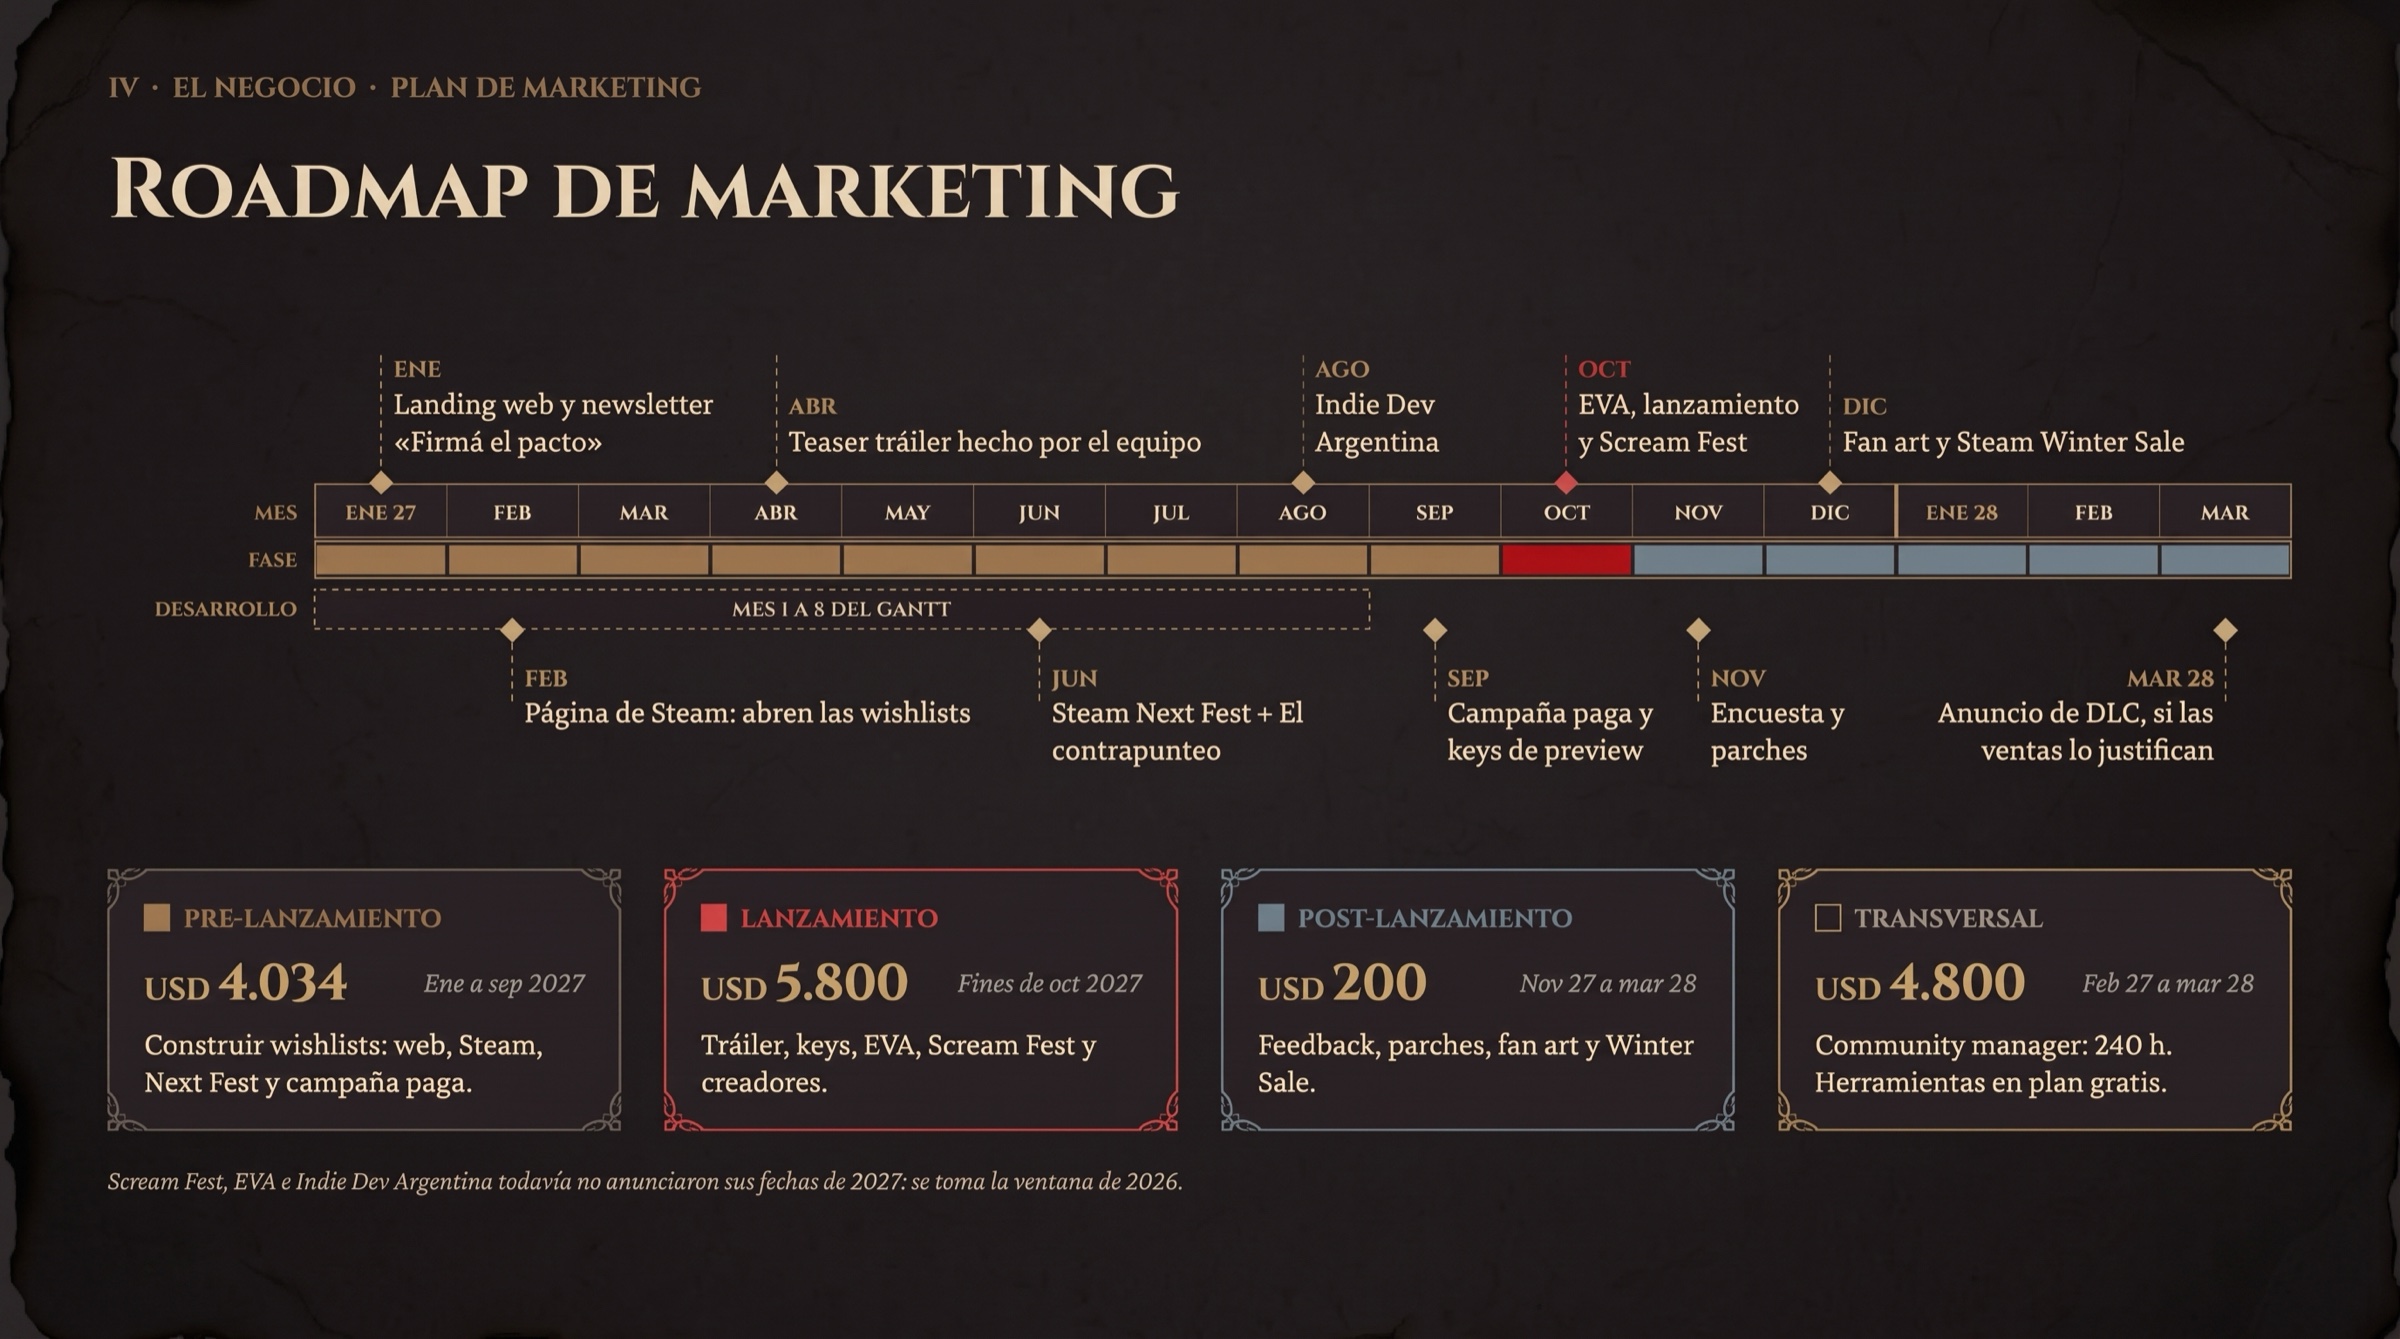 IV · EL NEGOCIO · PLAN DE MARKETING
ROADMAP DE MARKETING
ENE
Landing web y newsletter
«Firmá el pacto»
ABR
Teaser tráiler hecho por el equipo
AGO
Indie Dev
Argentina
OCT
EVA, lanzamiento
y Scream Fest
DIC
Fan art y Steam Winter Sale
MES ENE 27 FEB MAR ABR MAY JUN JUL AGO SEP OCT NOV DIC ENE 28 FEB MAR
FASE
DESARROLLO MES 1 A 8 DEL GANTT
FEB
Página de Steam: abren las wishlists
JUN
Steam Next Fest + El
contrapunteo
SEP
Campaña paga y
keys de preview
NOV
Encuesta y
parches
MAR 28
Anuncio de DLC, si las
ventas lo justifican
PRE-LANZAMIENTO
USD 4.034 Ene a sep 2027
Construir wishlists: web, Steam,
Next Fest y campaña paga.
LANZAMIENTO
USD 5.800 Fines de oct 2027
Tráiler, keys, EVA, Scream Fest y
creadores.
POST-LANZAMIENTO
USD 200 Nov 27 a mar 28
Feedback, parches, fan art y Winter
Sale.
TRANSVERSAL
USD 4.800 Feb 27 a mar 28
Community manager: 240 h.
Herramientas en plan gratis.
Scream Fest, EVA e Indie Dev Argentina todavía no anunciaron sus fechas de 2027: se toma la ventana de 2026.